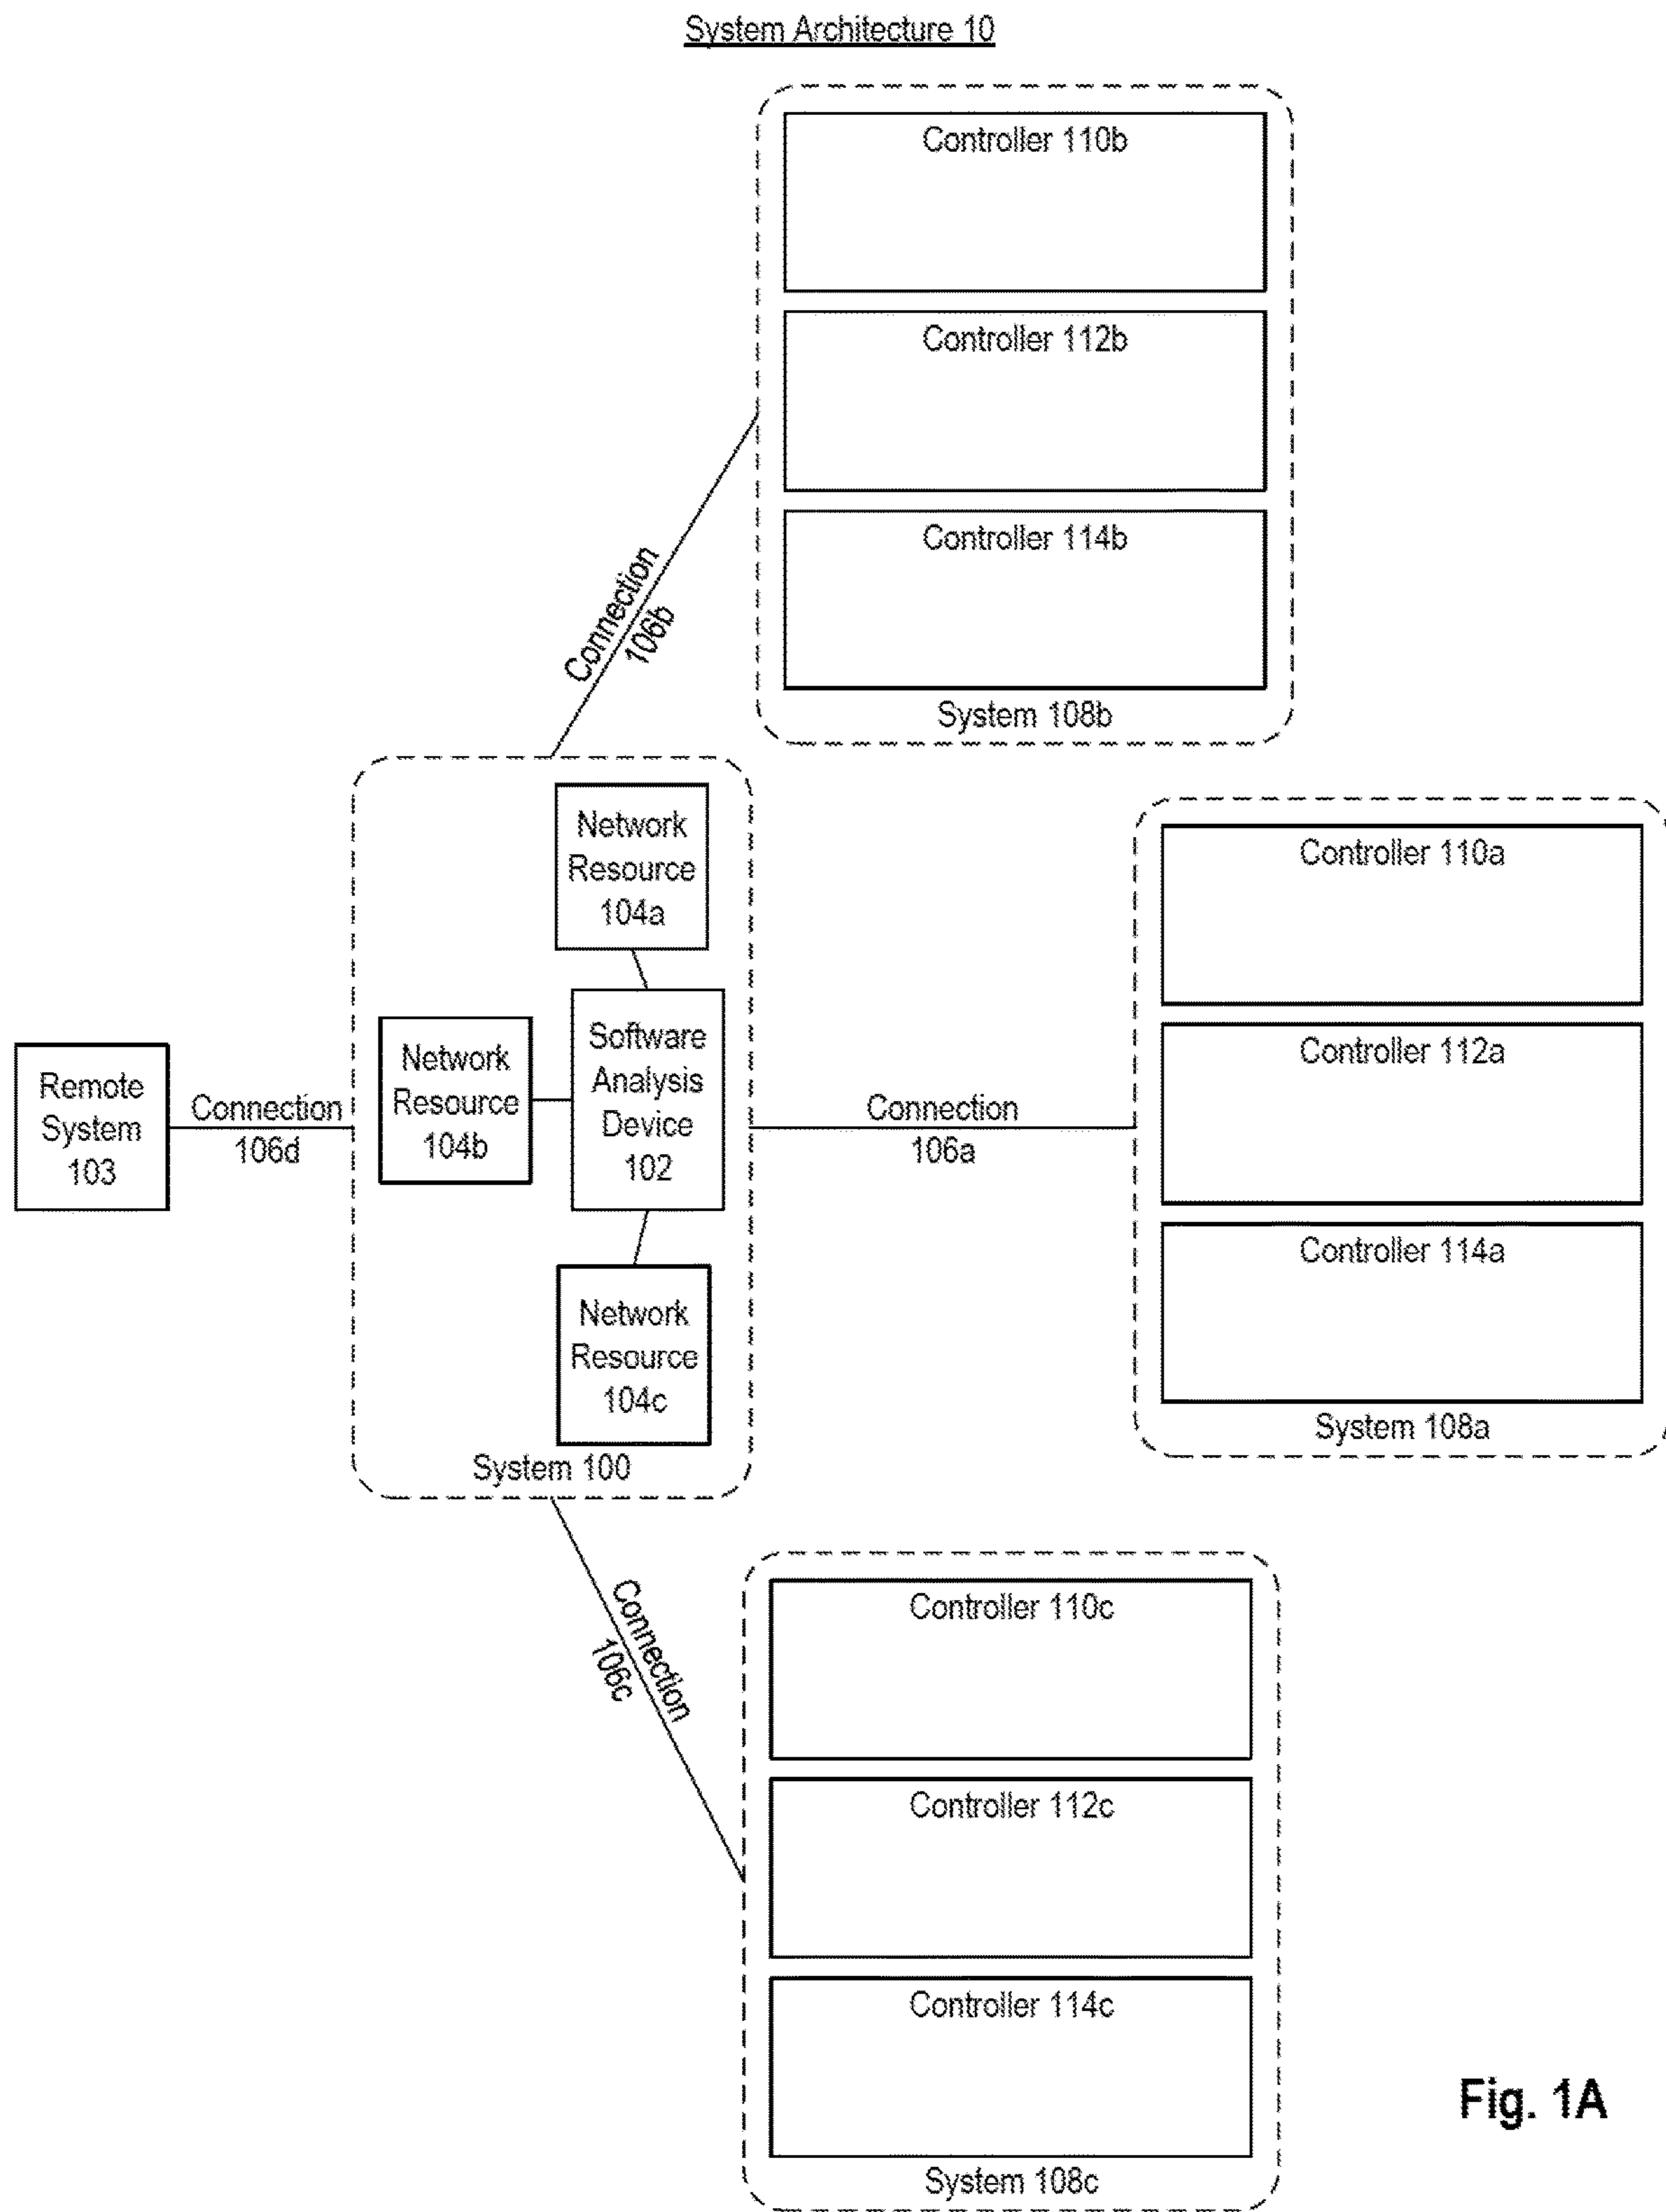 System Architecture 10
Controller 110b
Controller 112b
Controller 114b
System 108b
Connection
106b
Network
Resource
104a
Network
Resource
104b
Software
Analysis
Device
102
Network
Resource
104c
System 100
Remote
System
103
Connection
106d
Connection
106a
Controller 110a
Controller 112a
Controller 114a
System 108a
Connection
106c
Controller 110c
Controller 112c
Controller 114c
System 108c
Fig. 1A